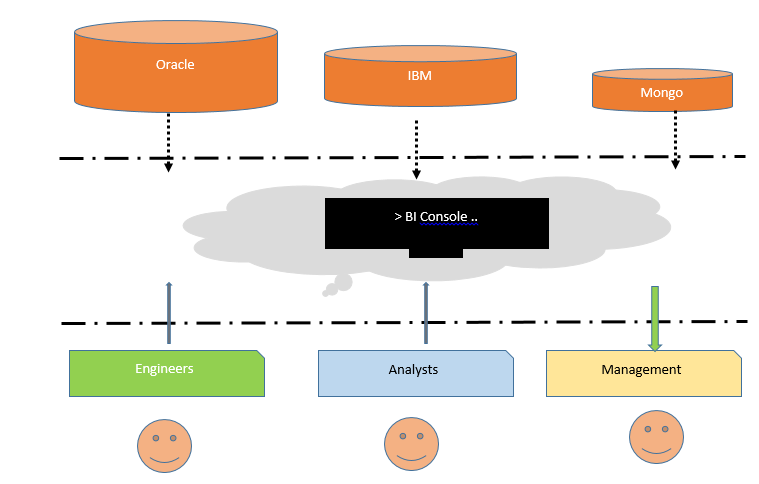 Oracle
IBM
Mongo
> BI Console ..
Engineers
Analysts
Management